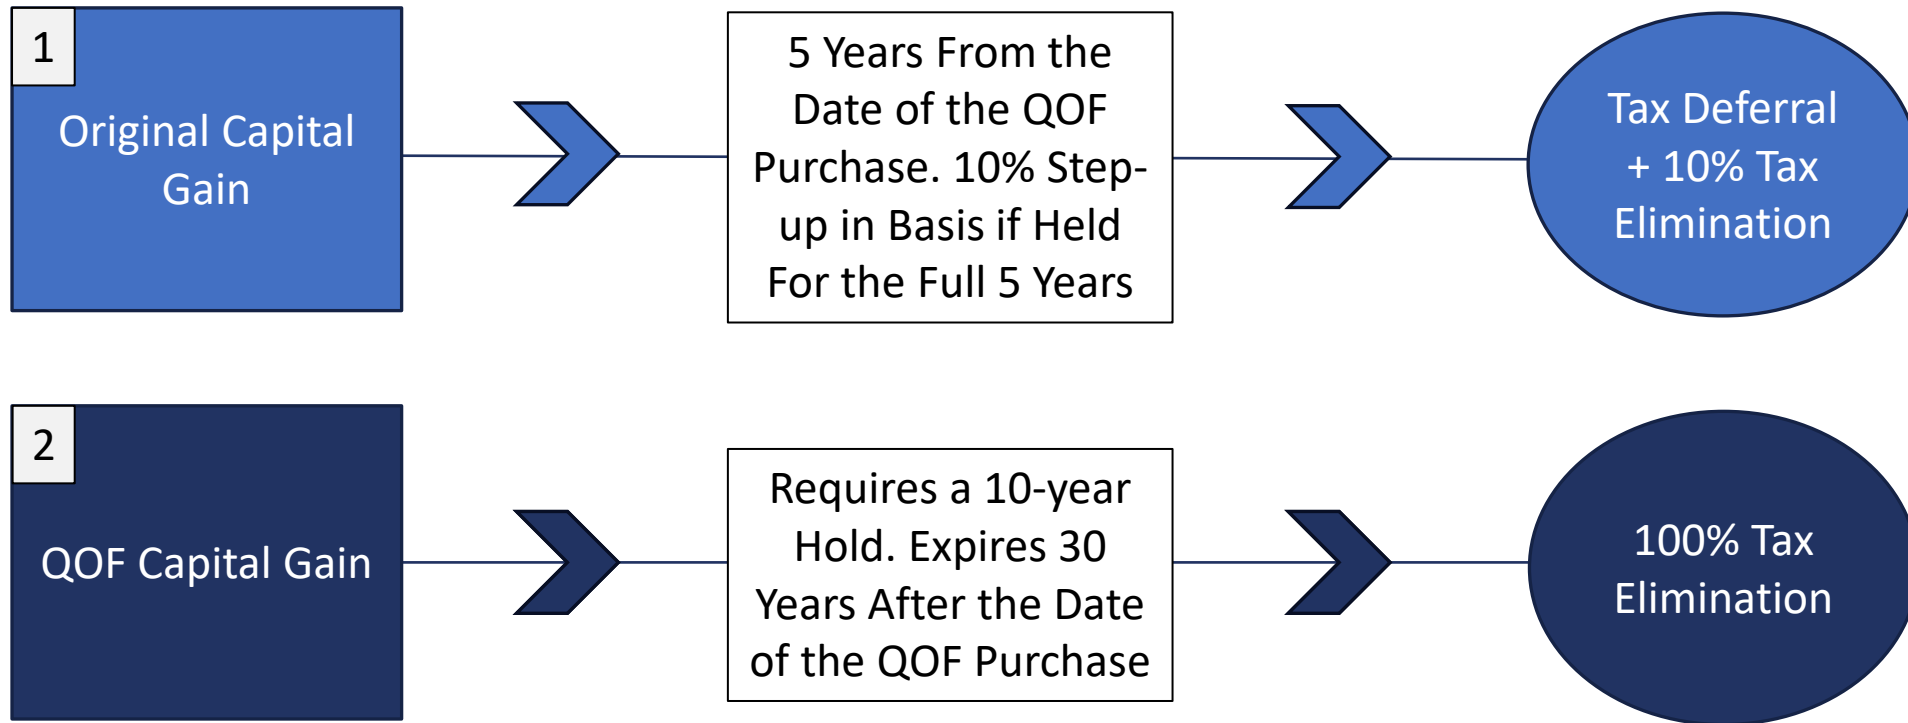 1
Original Capital
Gain
5 Years From the
Date of the QOF
Purchase. 10% Step-
up in Basis if Held
For the Full 5 Years
Tax Deferral
+ 10% Tax
Elimination
2
QOF Capital Gain
Requires a 10-year
Hold. Expires 30
Years After the Date
of the QOF Purchase
100% Tax
Elimination